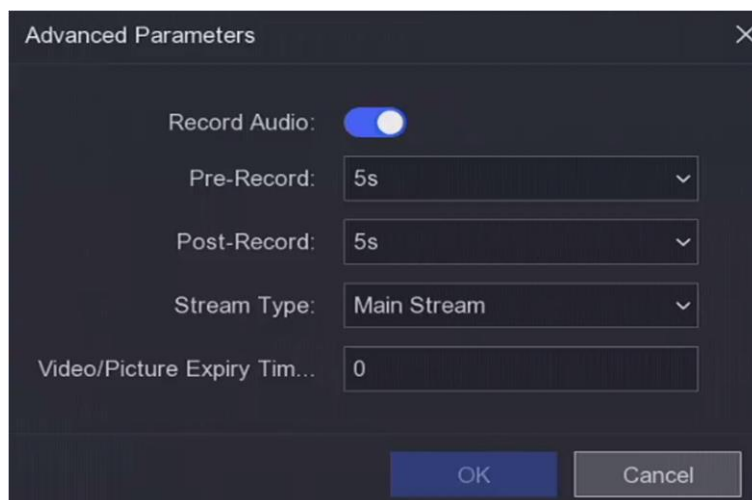 Advanced Parameters
Record Audio:
Pre-Record: 5s
Post-Record: 5s
Stream Type: Main Stream
Video/Picture Expiry Tim... 0
OK Cancel